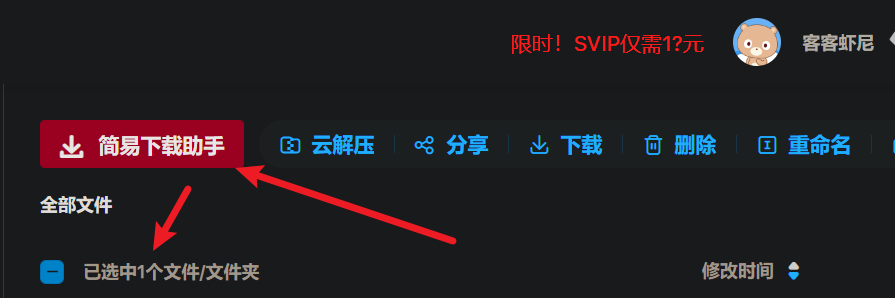 限时！SVIP仅需1?元 客客虾尼
简易下载助手 云解压 分享 下载 删除 重命名
全部文件
已选中1个文件/文件夹 修改时间